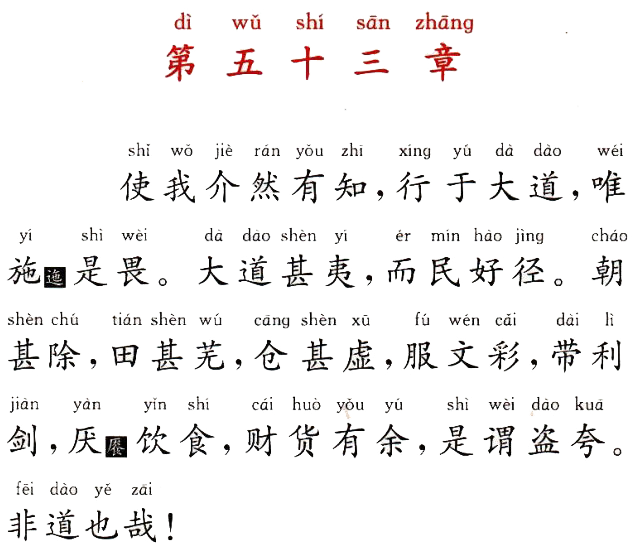 dì wǔ shí sān zhāng
第五十三章
shǐ wǒ jiè rán yǒu zhī xíng yú dà dào wéi
使我介然有知，行于大道，唯
yí shì wèi dà dào shèn yí ér mín hào jìng cháo
施迤是畏。大道甚夷，而民好径。朝
shèn chú tián shèn wú cāng shèn xū fú wén cǎi dài lì
甚除，田甚芜，仓甚虚，服文彩，带利
jiàn yàn yǐn shí cái huò yǒu yú shì wèi dào kuā
剑，厌餍饮食，财货有余，是谓盗夸。
fēi dào yě zāi
非道也哉！